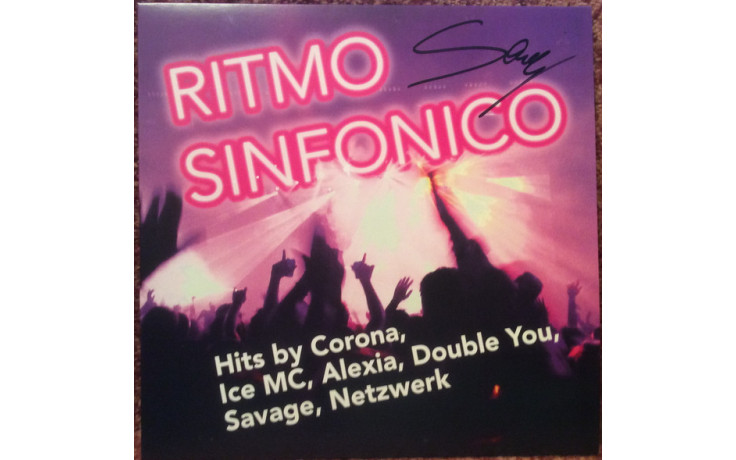 RITMO
SINFONICO
Hits by Corona,
Ice MC, Alexia, Double You,
Savage, Netzwerk